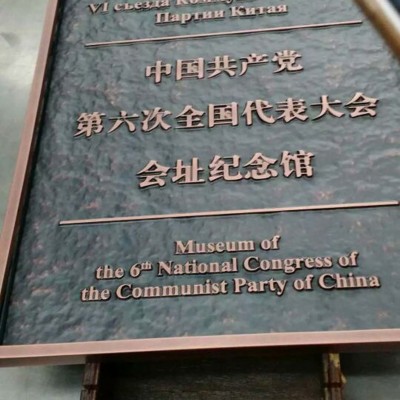 VI съезда
Партии Китая
中国共产党
第六次全国代表大会
会址纪念馆
Museum of
the 6th National Congress of
the Communist Party of China